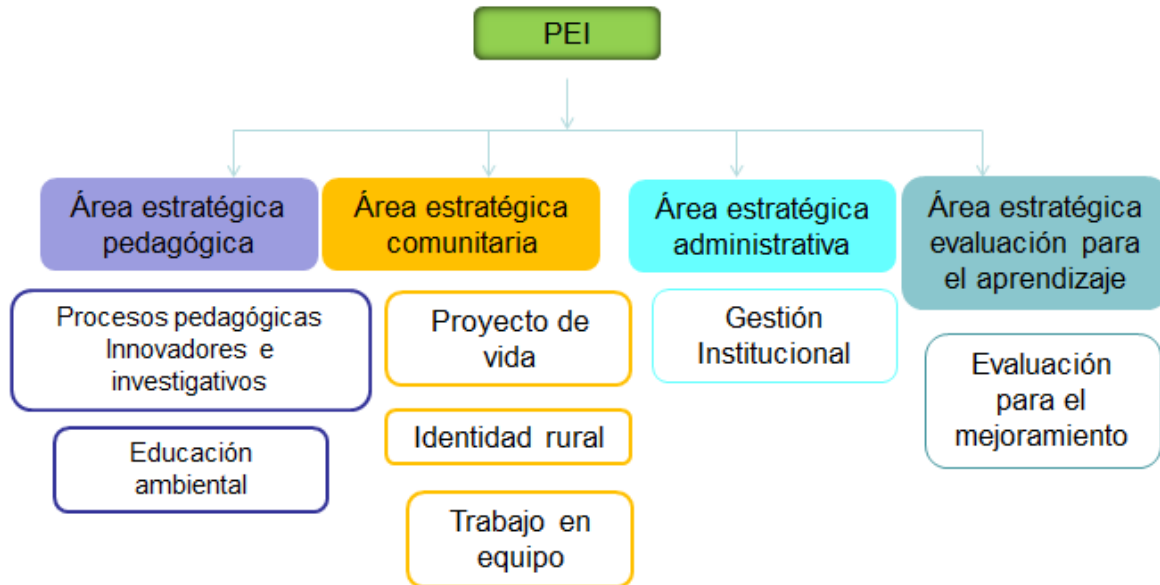 PEI
Área estratégica
pedagógica
Procesos pedagógicas
Innovadores e
investigativos
Educación
ambiental
Área estratégica
comunitaria
Proyecto de
vida
Identidad rural
Trabajo en
equipo
Área estratégica
administrativa
Gestión
Institucional
Área estratégica
evaluación para
el aprendizaje
Evaluación
para el
mejoramiento